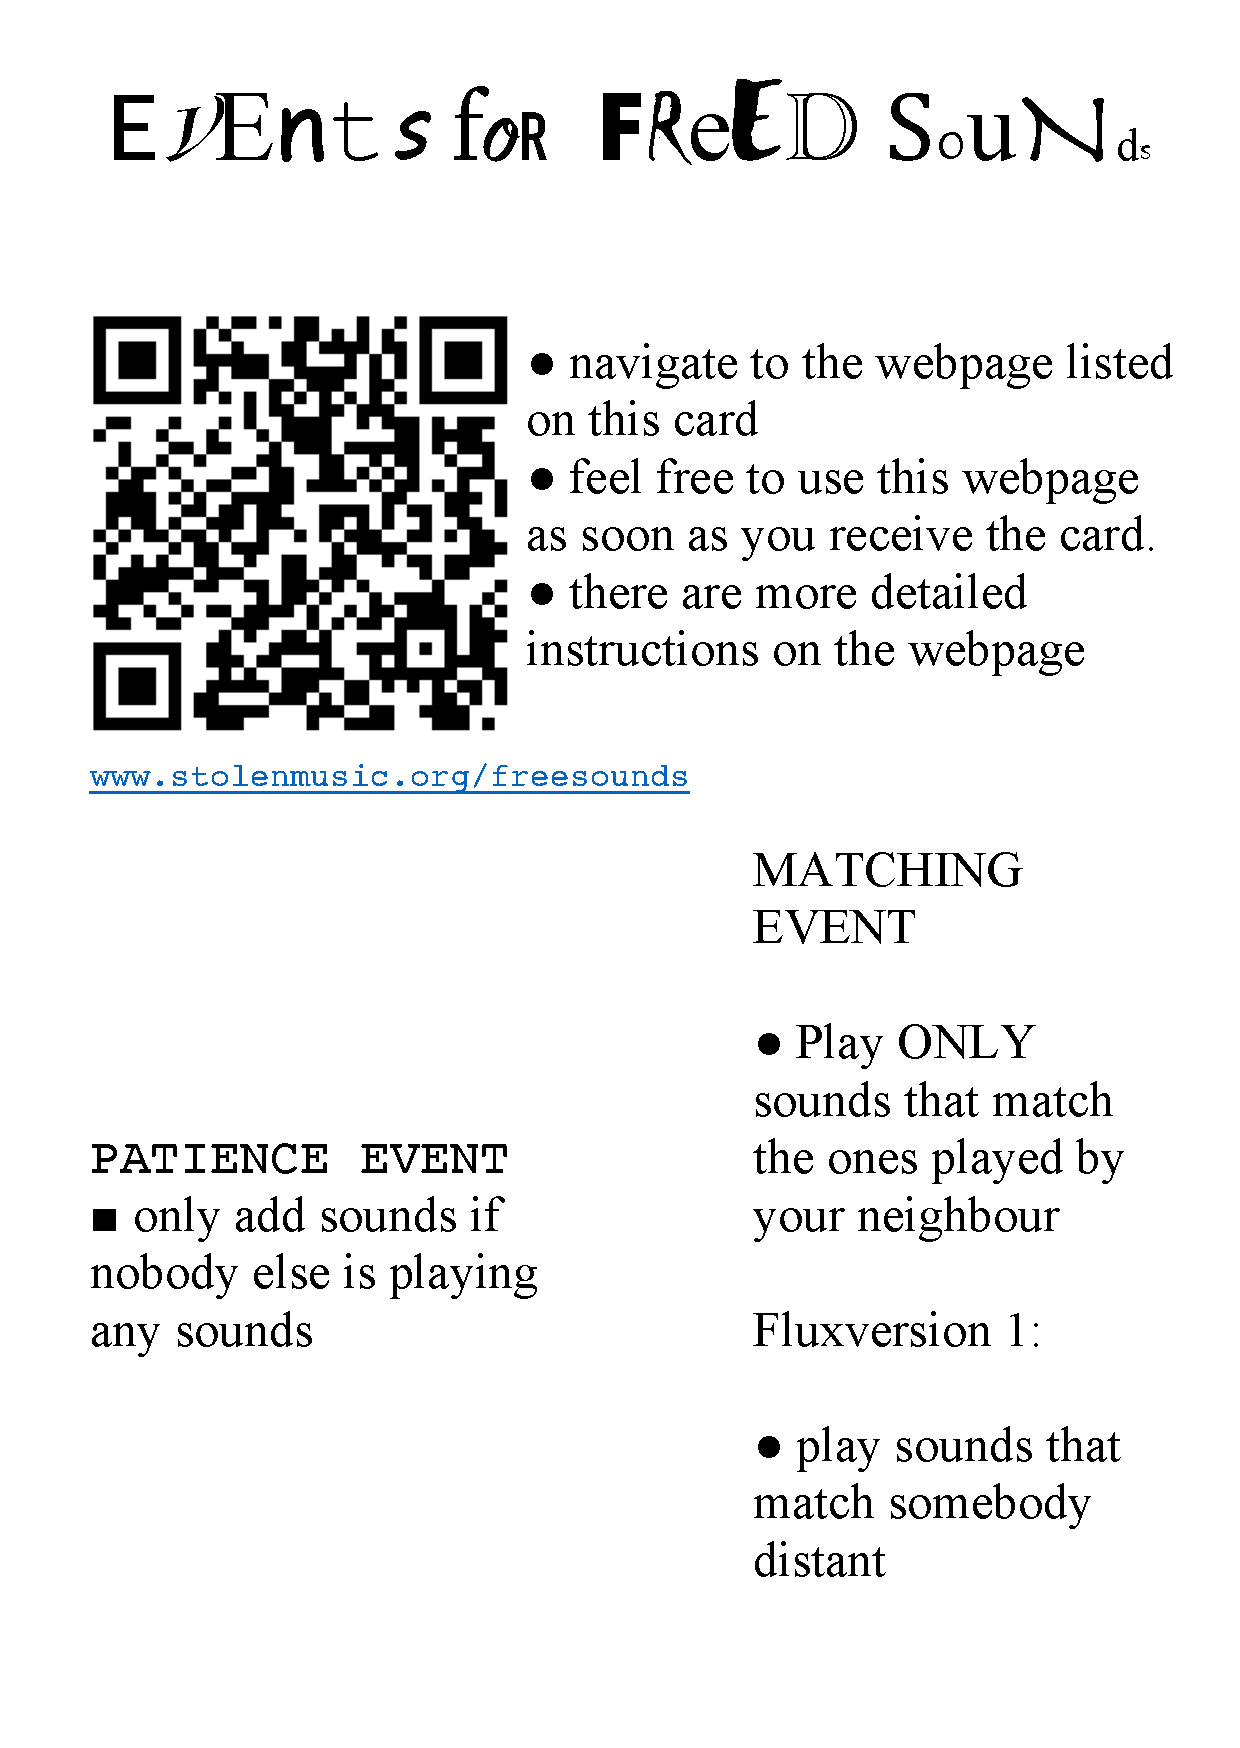 EVEnts foR FReED SouNds
● navigate to the webpage listed
on this card
● feel free to use this webpage
as soon as you receive the card.
● there are more detailed
instructions on the webpage
www.stolenmusic.org/freesounds
PATIENCE EVENT
■ only add sounds if
nobody else is playing
any sounds
MATCHING
EVENT
● Play ONLY
sounds that match
the ones played by
your neighbour
Fluxversion 1:
● play sounds that
match somebody
distant